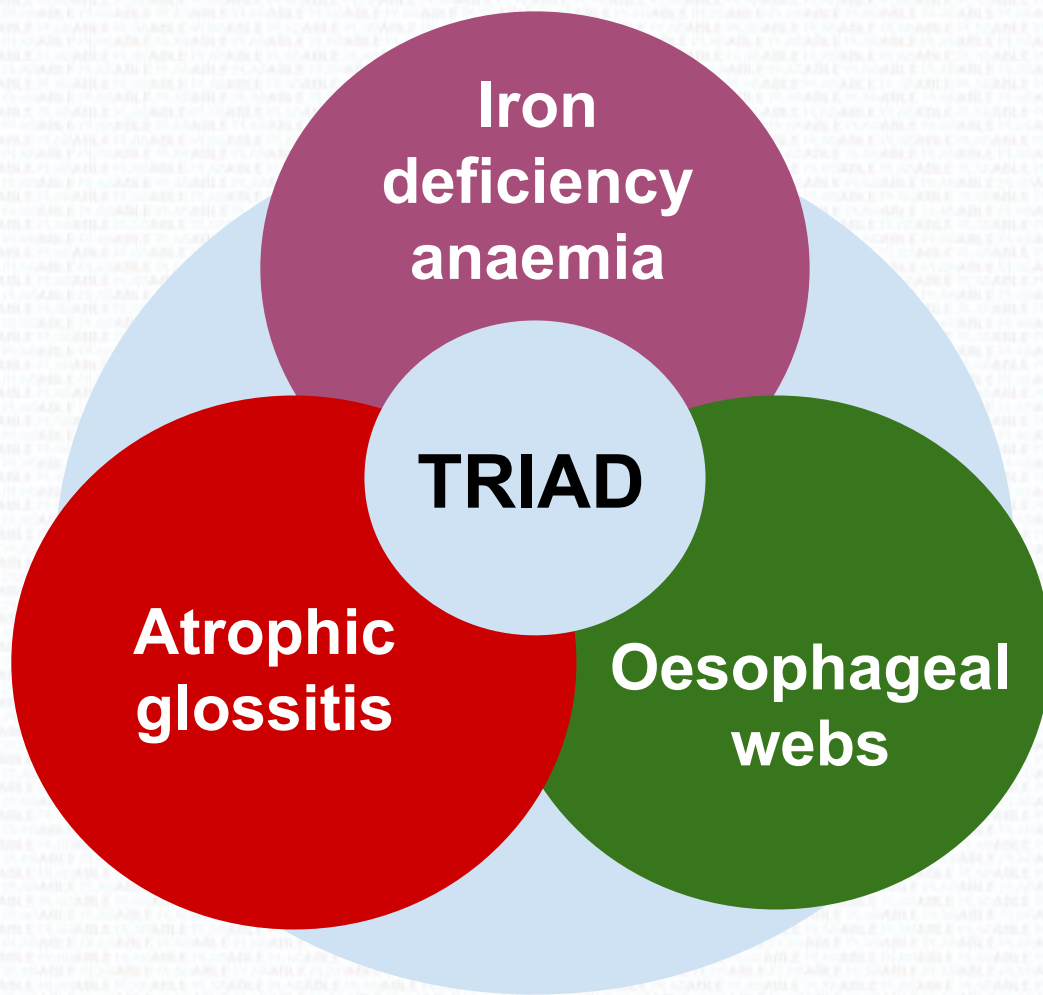 Iron
deficiency
anaemia
TRIAD
Atrophic
glossitis
Oesophageal
webs